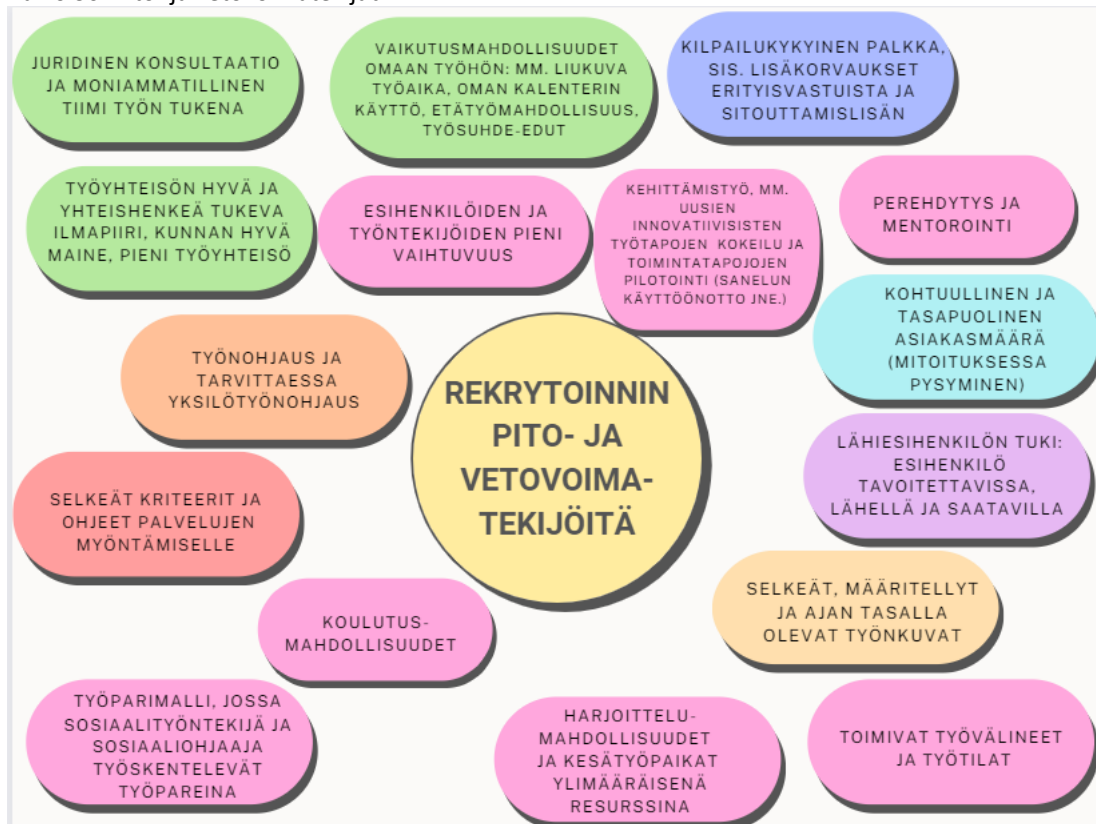 JURIDINEN KONSULTAATIO
JA MONIAMMATILLINEN
TIIMI TYÖN TUKENA
VAIKUTUSMAHDOLLISUUDET
OMAAN TYÖHÖN: MM. LIUKUVA
TYÖAIKA, OMAN KALENTERIN
KÄYTTÖ, ETÄTYÖMAHDOLLISUUS,
TYÖSUHDE-EDUT
KILPAILUKYKYINEN PALKKA,
SIS. LISÄKORVAUKSET
ERITYISVASTUISTA JA
SITOUTTAMISLISÄN
TYÖYHTEISÖN HYVÄ JA
YHTEISHENKEÄ TUKEVA
ILMAPIIRI, KUNNAN HYVÄ
MAINE, PIENI TYÖYHTEISÖ
ESIHENKILÖIDEN JA
TYÖNTEKIJÖIDEN PIENI
VAIHTUVUUS
KEHITTÄMISTYÖ, MM.
UUSIEN
INNOVATIIVISISTEN
TYÖTAPOJEN KOKEILU JA
TOIMINTATAPOJOJEN
PILOTOINTI (SANELUN
KÄYTTÖÖNOTTO JNE.)
PEREHDYTYS JA
MENTOROINTI
KOHTUULLINEN JA
TASAPUOLINEN
ASIAKASMÄÄRÄ
(MITOITUKSESSA
PYSYMINEN)
TYÖNOHJAUS JA
TARVITTAESSA
YKSILÖTYÖNOHJAUS
REKRYTOINNIN
PITO- JA
VETOVOIMA-
TEKIJÖITÄ
LÄHIESIHENKILÖN TUKI:
ESIHENKILÖ
TAVOITETTAVISSA,
LÄHELLÄ JA SAATAVILLA
SELKEÄT KRITEERIT JA
OHJEET PALVELUJEN
MYÖNTÄMISELLE
SELKEÄT, MÄÄRITELLYT
JA AJAN TASALLA
OLEVAT TYÖNKUVAT
KOULUTUS-
MAHDOLLISUUDET
TYÖPARIMALLI, JOSSA
SOSIAALITYÖNTEKIJÄ JA
SOSIAALIOHJAAJA
TYÖSKENTELEVÄT
TYÖPAREINA
HARJOITTELU-
MAHDOLLISUUDET
JA KESÄTYÖPAIKAT
YLIMÄÄRÄISENÄ
RESURSSINA
TOIMIVAT TYÖVÄLINEET
JA TYÖTILAT